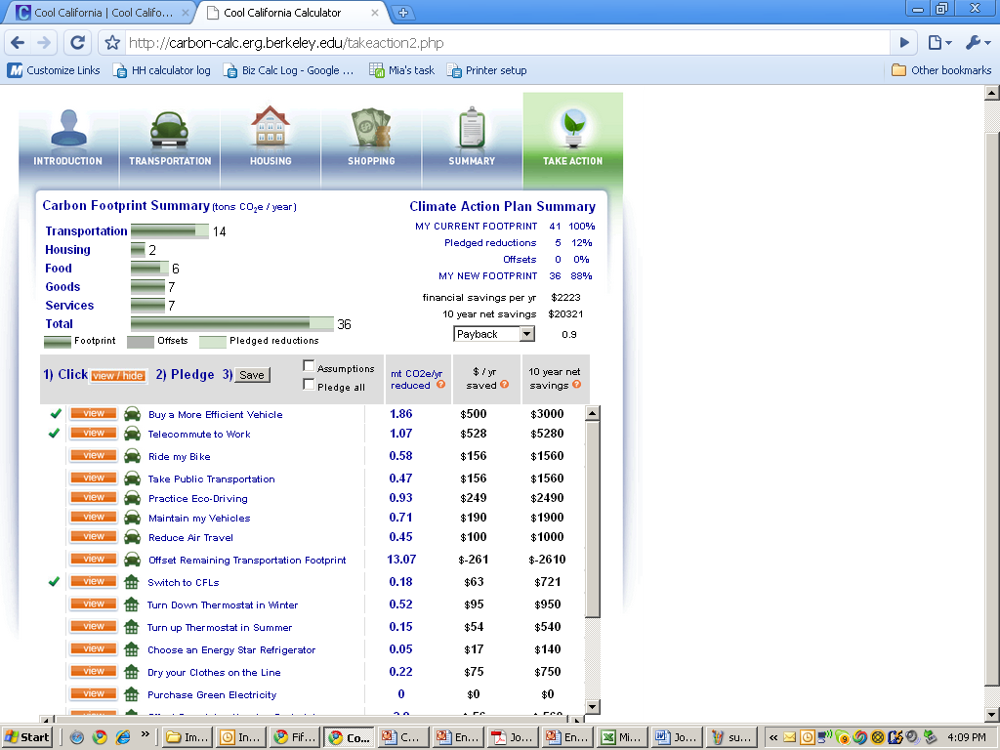 Cool California | Cool Califo...
Cool California Calculator
http://carbon-calc.erg.berkeley.edu/takeaction2.php
Customize Links HH calculator log Biz Calc Log - Google ... Mia's task Printer setup Other bookmarks
INTRODUCTION TRANSPORTATION HOUSING SHOPPING SUMMARY TAKE ACTION
Carbon Footprint Summary (tons CO2e / year)
Transportation 14
Housing 2
Food 6
Goods 7
Services 7
Total 36
Footprint Offsets Pledged reductions
Climate Action Plan Summary
MY CURRENT FOOTPRINT 41 100%
Pledged reductions 5 12%
Offsets 0 0%
MY NEW FOOTPRINT 36 88%
financial savings per yr $2223
10 year net savings $20321
Payback 0.9
1) Click view / hide 2) Pledge 3) Save
Assumptions
Pledge all
mt CO2e/yr reduced ?
$ / yr saved ?
10 year net savings ?
view Buy a More Efficient Vehicle 1.86 $500 $3000
view Telecommute to Work 1.07 $528 $5280
view Ride my Bike 0.58 $156 $1560
view Take Public Transportation 0.47 $156 $1560
view Practice Eco-Driving 0.93 $249 $2490
view Maintain my Vehicles 0.71 $190 $1900
view Reduce Air Travel 0.45 $100 $1000
view Offset Remaining Transportation Footprint 13.07 $-261 $-2610
view Switch to CFLs 0.18 $63 $721
view Turn Down Thermostat in Winter 0.52 $95 $950
view Turn up Thermostat in Summer 0.15 $54 $540
view Choose an Energy Star Refrigerator 0.05 $17 $140
view Dry your Clothes on the Line 0.22 $75 $750
view Purchase Green Electricity 0 $0 $0
Start » Im... In... Fif... Co... C... En... Jo... En... Mi... Jo... su... « 4:09 PM